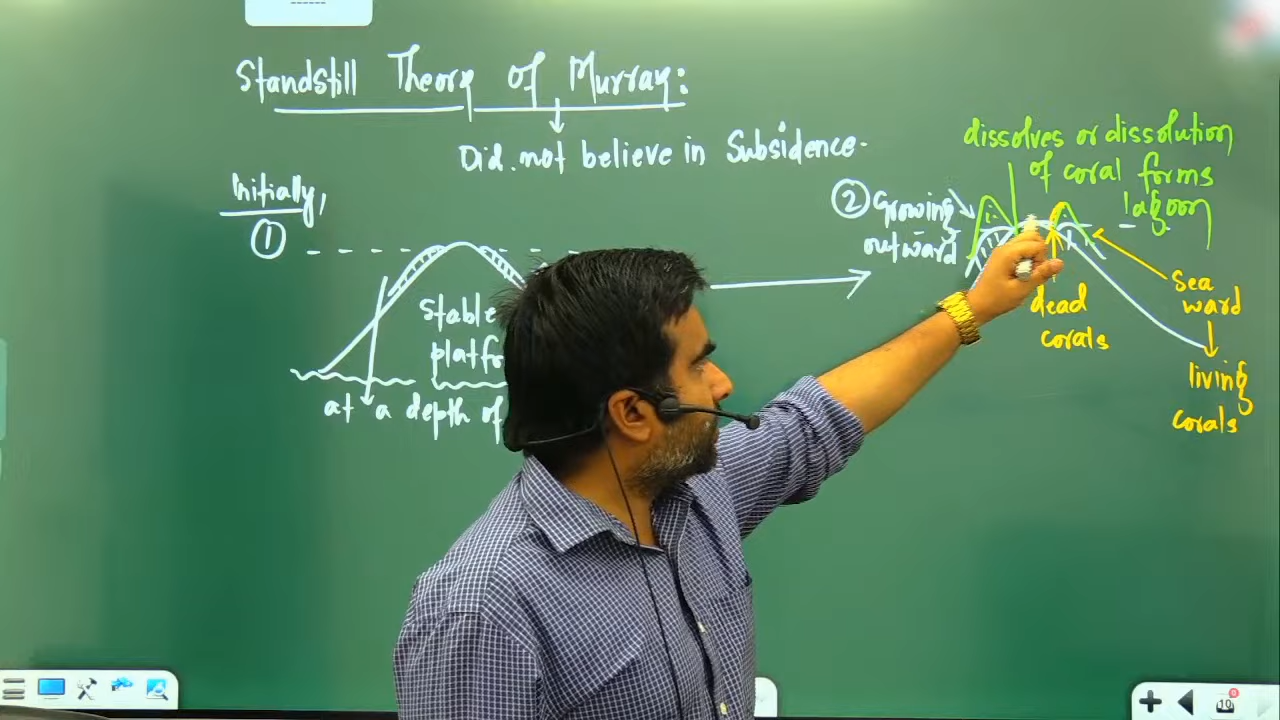 Standstill Theory of Murray:
Did not believe in Subsidence.
Initially,
1
stable
at a depth of
2 Growing
outward
dissolves or dissolution
of coral forms
lagoon
dead
corals
sea
ward
living
corals
10